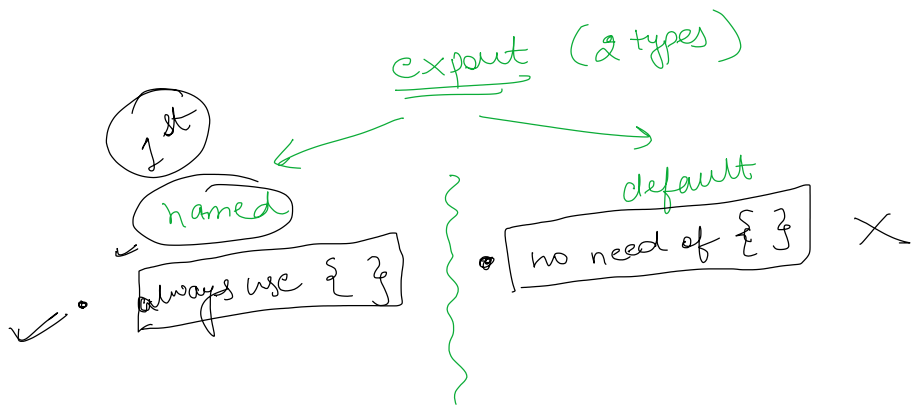 export (2 types)
1st
named
default
always use { }
no need of { }